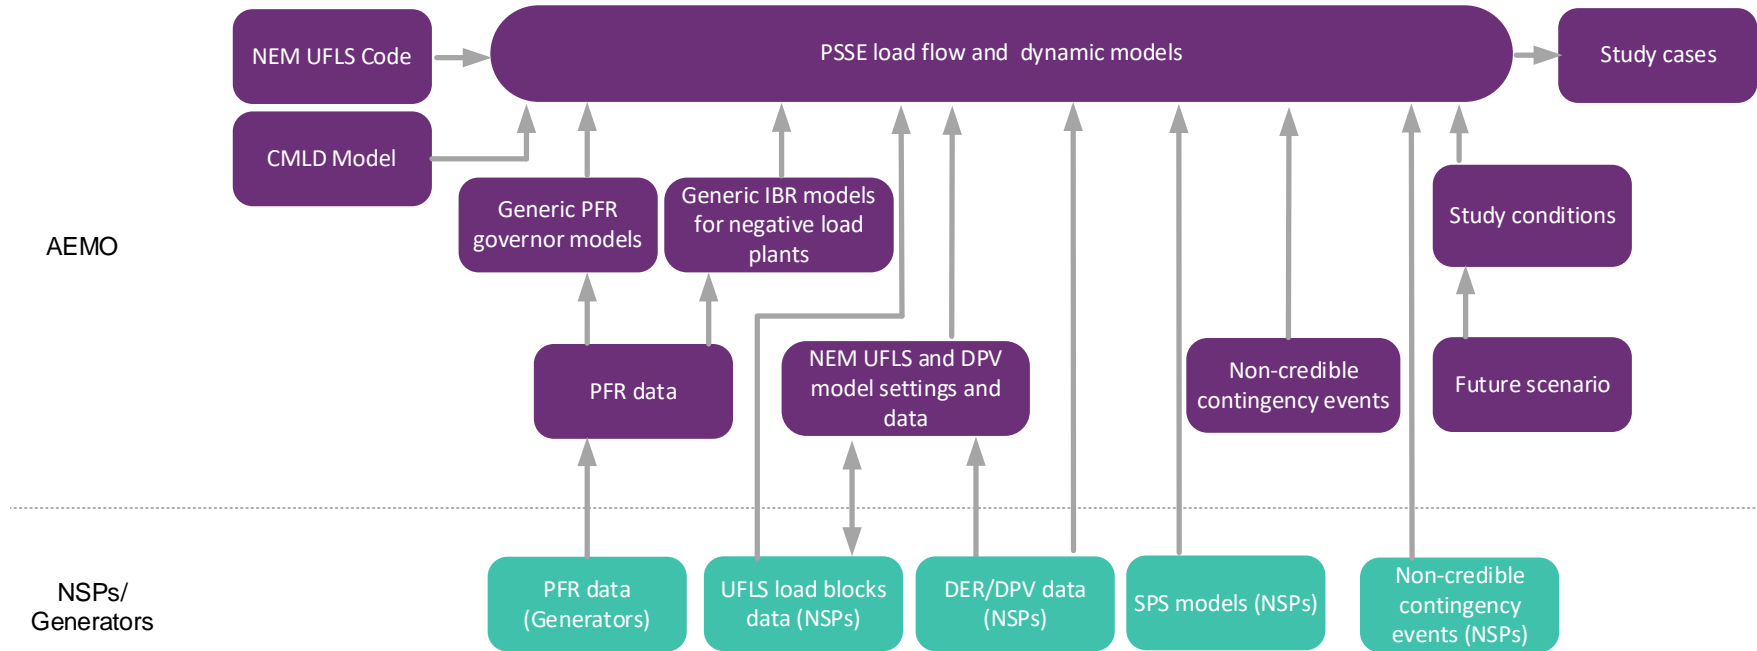 NEM UFLS Code
PSSE load flow and dynamic models
Study cases
CMLD Model
Generic PFR
governor models
Generic IBR models
for negative load
plants
Study conditions
AEMO
PFR data
NEM UFLS and DPV
model settings and
data
Non-credible
contingency events
Future scenario
NSPs/
Generators
PFR data
(Generators)
UFLS load blocks
data (NSPs)
DER/DPV data
(NSPs)
SPS models (NSPs)
Non-credible
contingency
events (NSPs)